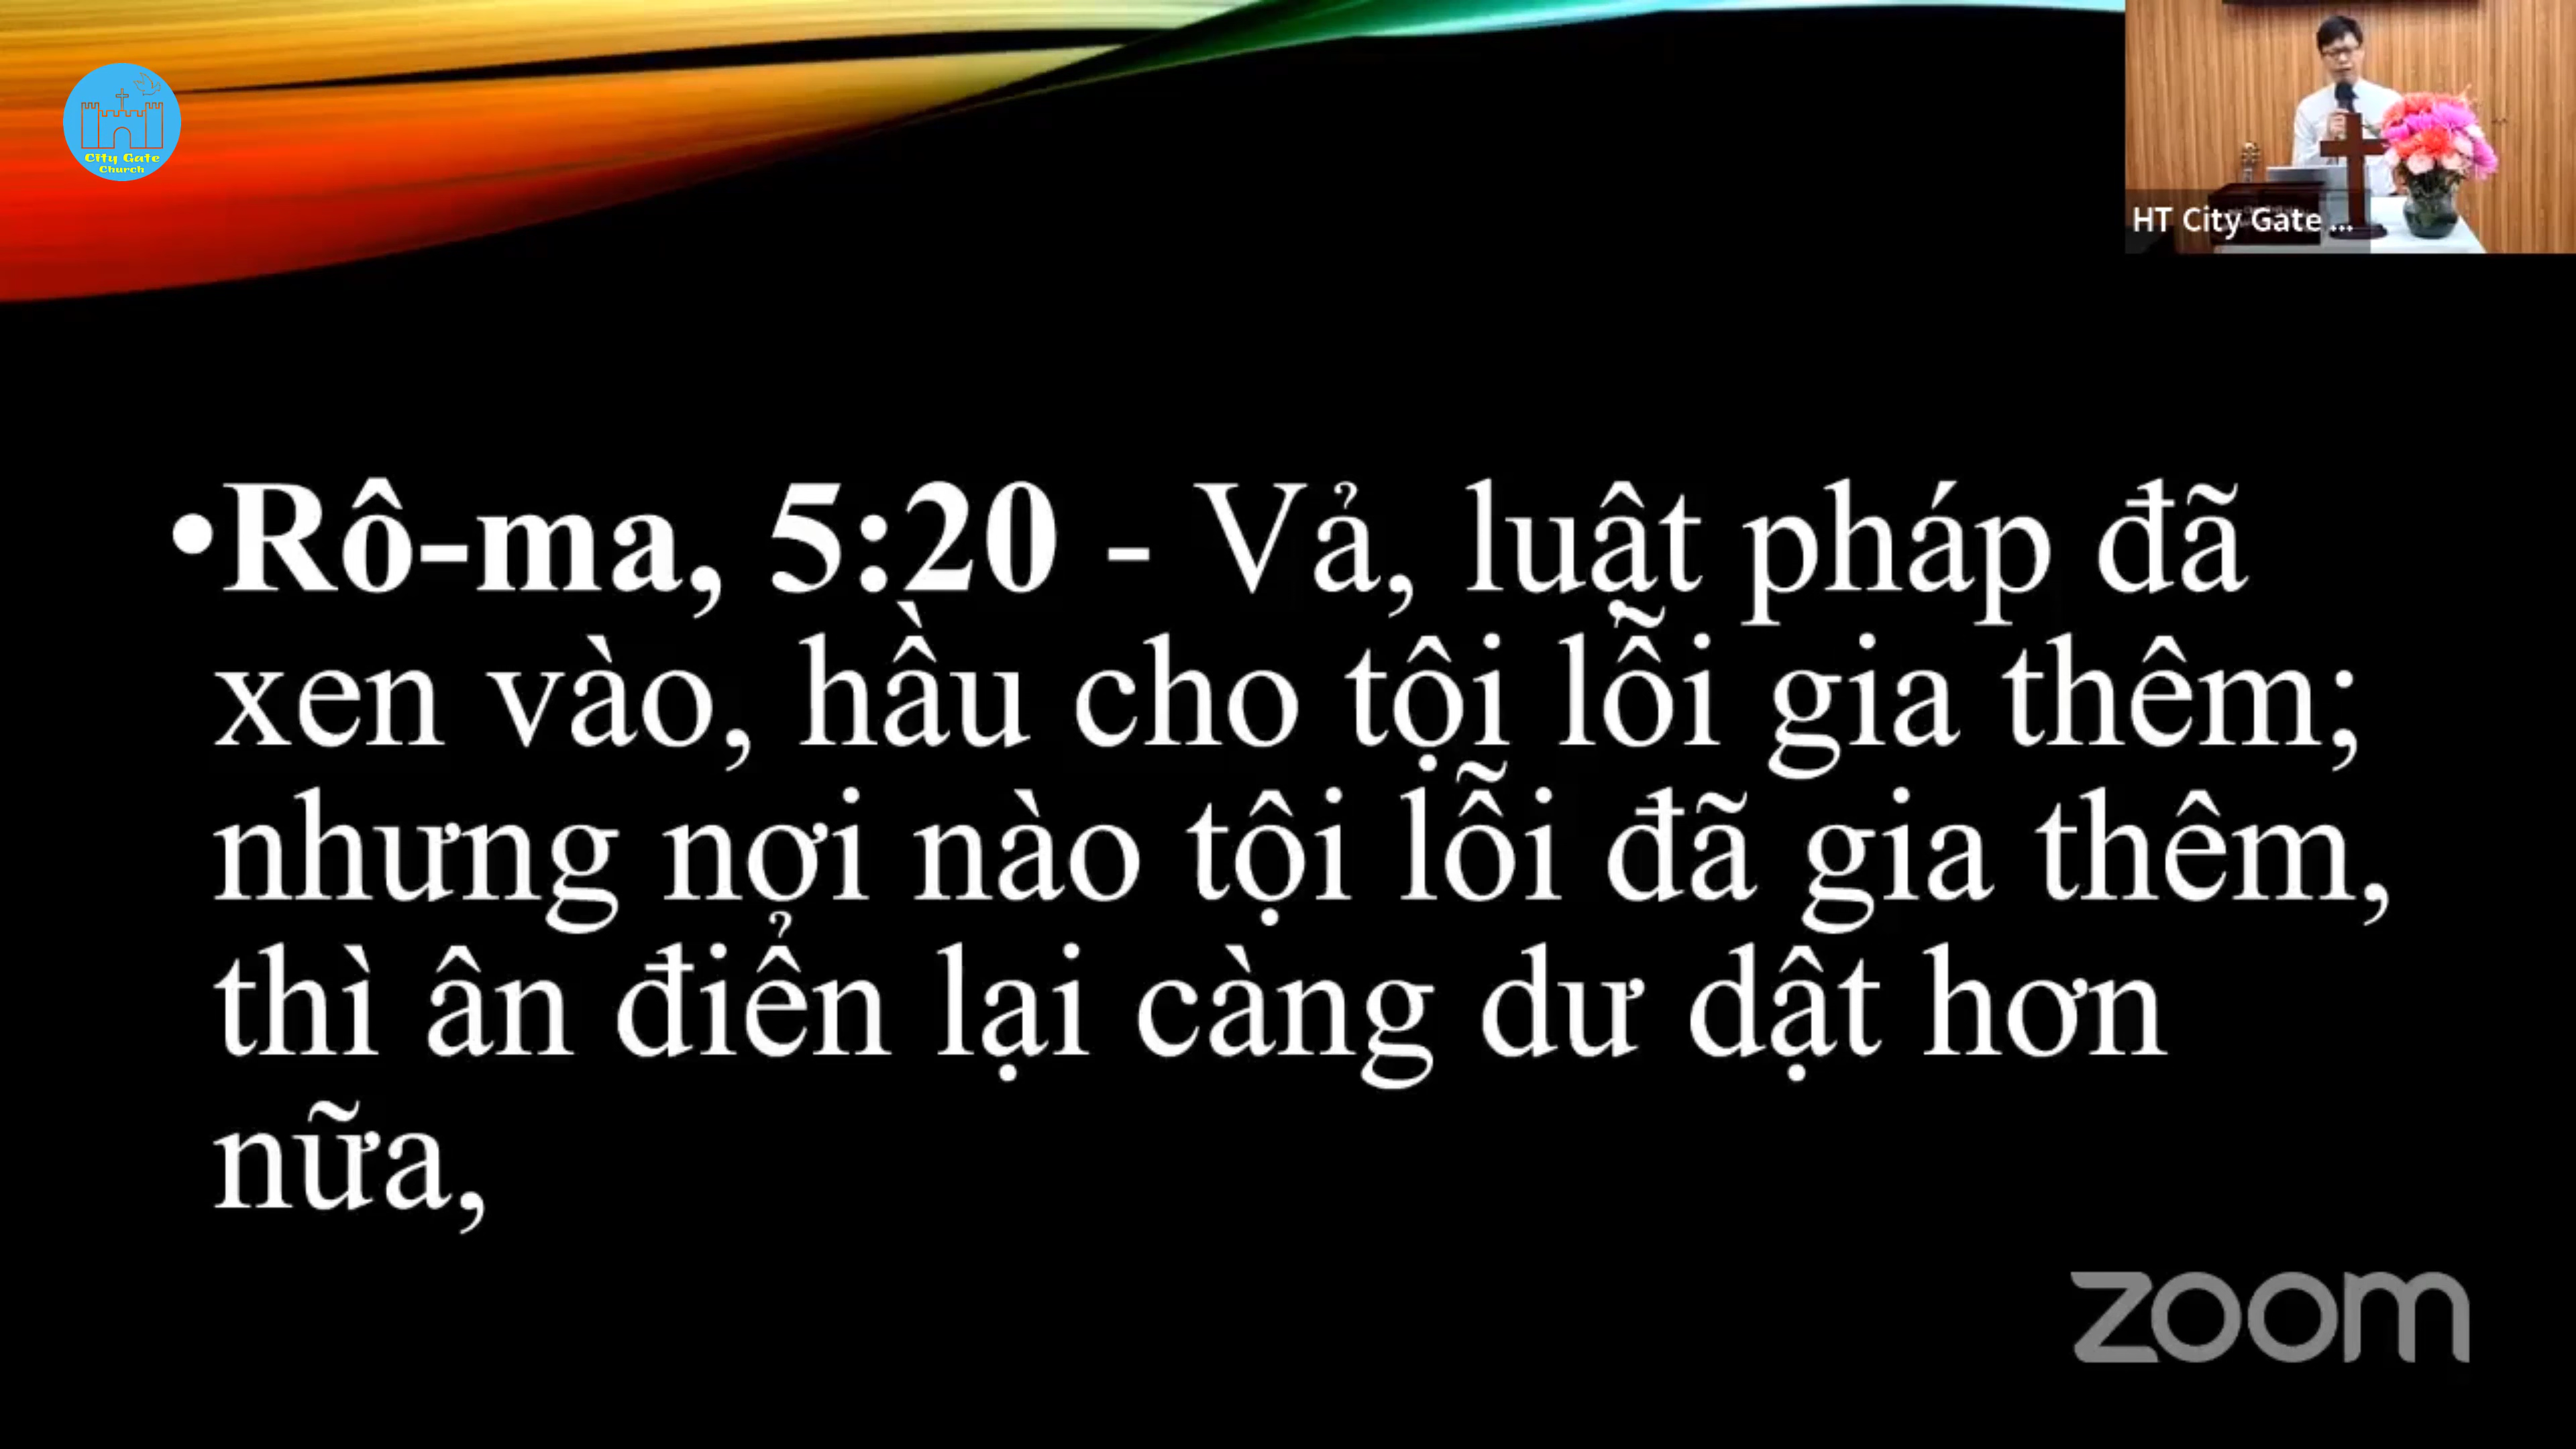 City Gate
Church
HT City Gate ...
•Rô-ma, 5:20 - Vả, luật pháp đã
xen vào, hầu cho tội lỗi gia thêm;
nhưng nơi nào tội lỗi đã gia thêm,
thì ân điển lại càng dư dật hơn
nữa,
zoom